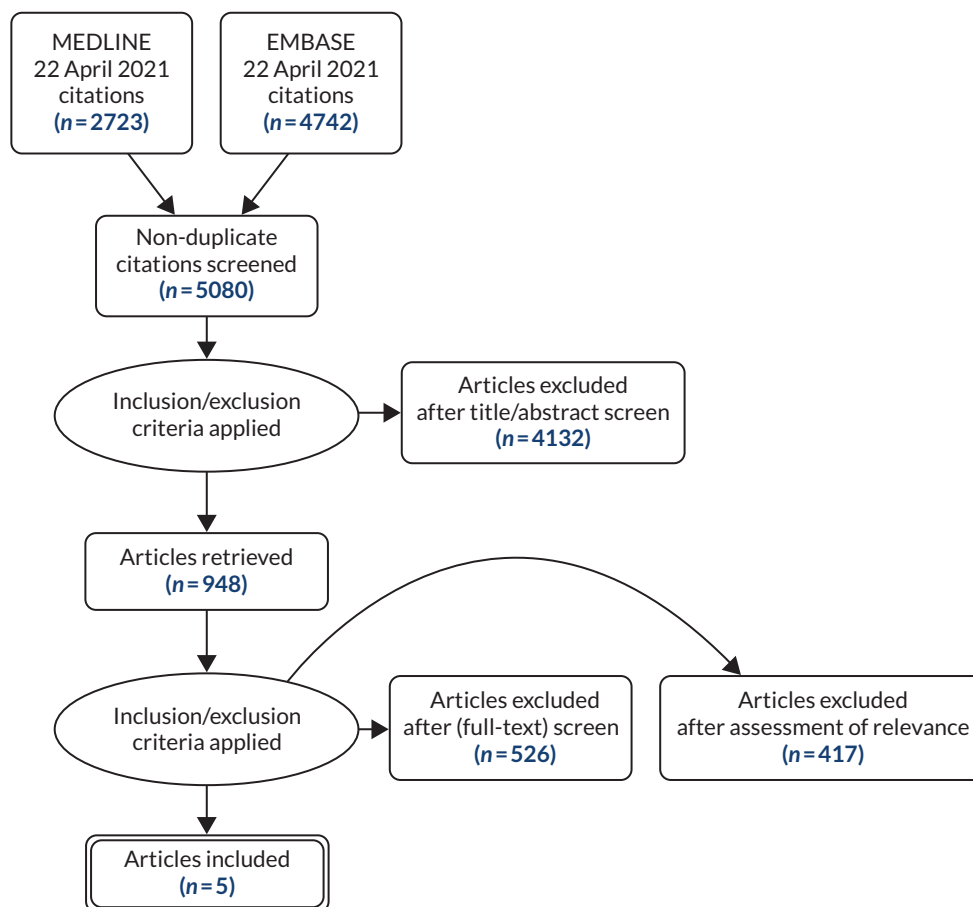 MEDLINE
22 April 2021
citations
(n=2723)
EMBASE
22 April 2021
citations
(n=4742)
Non-duplicate
citations screened
(n=5080)
Inclusion/exclusion
criteria applied
Articles excluded
after title/abstract screen
(n=4132)
Articles retrieved
(n=948)
Inclusion/exclusion
criteria applied
Articles excluded
after (full-text) screen
(n=526)
Articles excluded
after assessment of relevance
(n=417)
Articles included
(n=5)